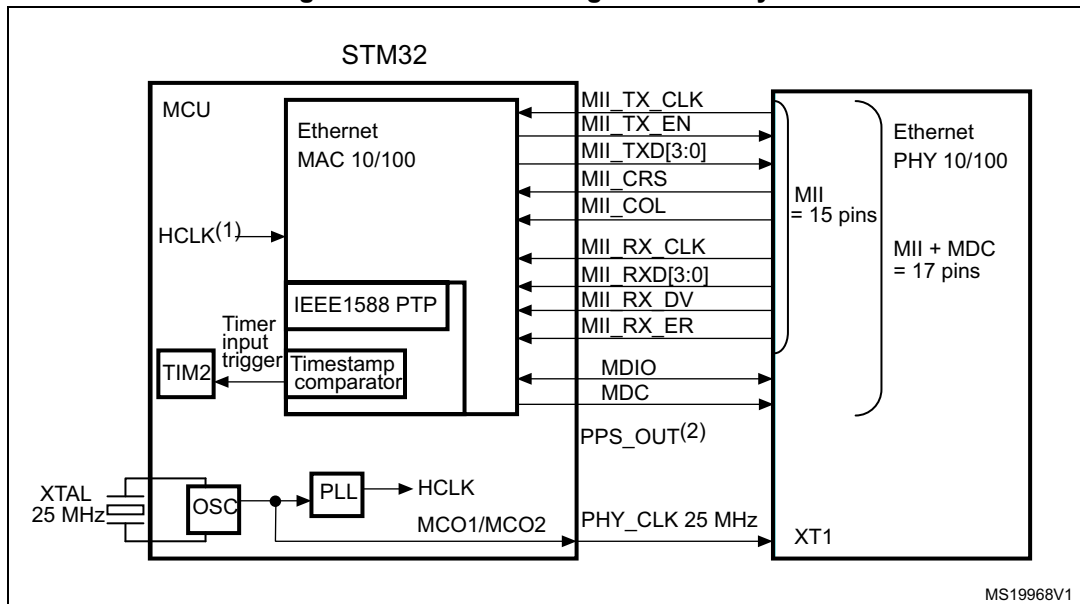 STM32
MCU
Ethernet
MAC 10/100
HCLK(1)
IEEE1588 PTP
Timer
input
trigger
TIM2
Timestamp
comparator
XTAL
25 MHz
OSC
PLL
HCLK
MCO1/MCO2
MII_TX_CLK
MII_TX_EN
MII_TXD[3:0]
MII_CRS
MII_COL
MII_RX_CLK
MII_RXD[3:0]
MII_RX_DV
MII_RX_ER
MDIO
MDC
PPS_OUT(2)
PHY_CLK 25 MHz
MII
= 15 pins
Ethernet
PHY 10/100
MII + MDC
= 17 pins
XT1
MS19968V1